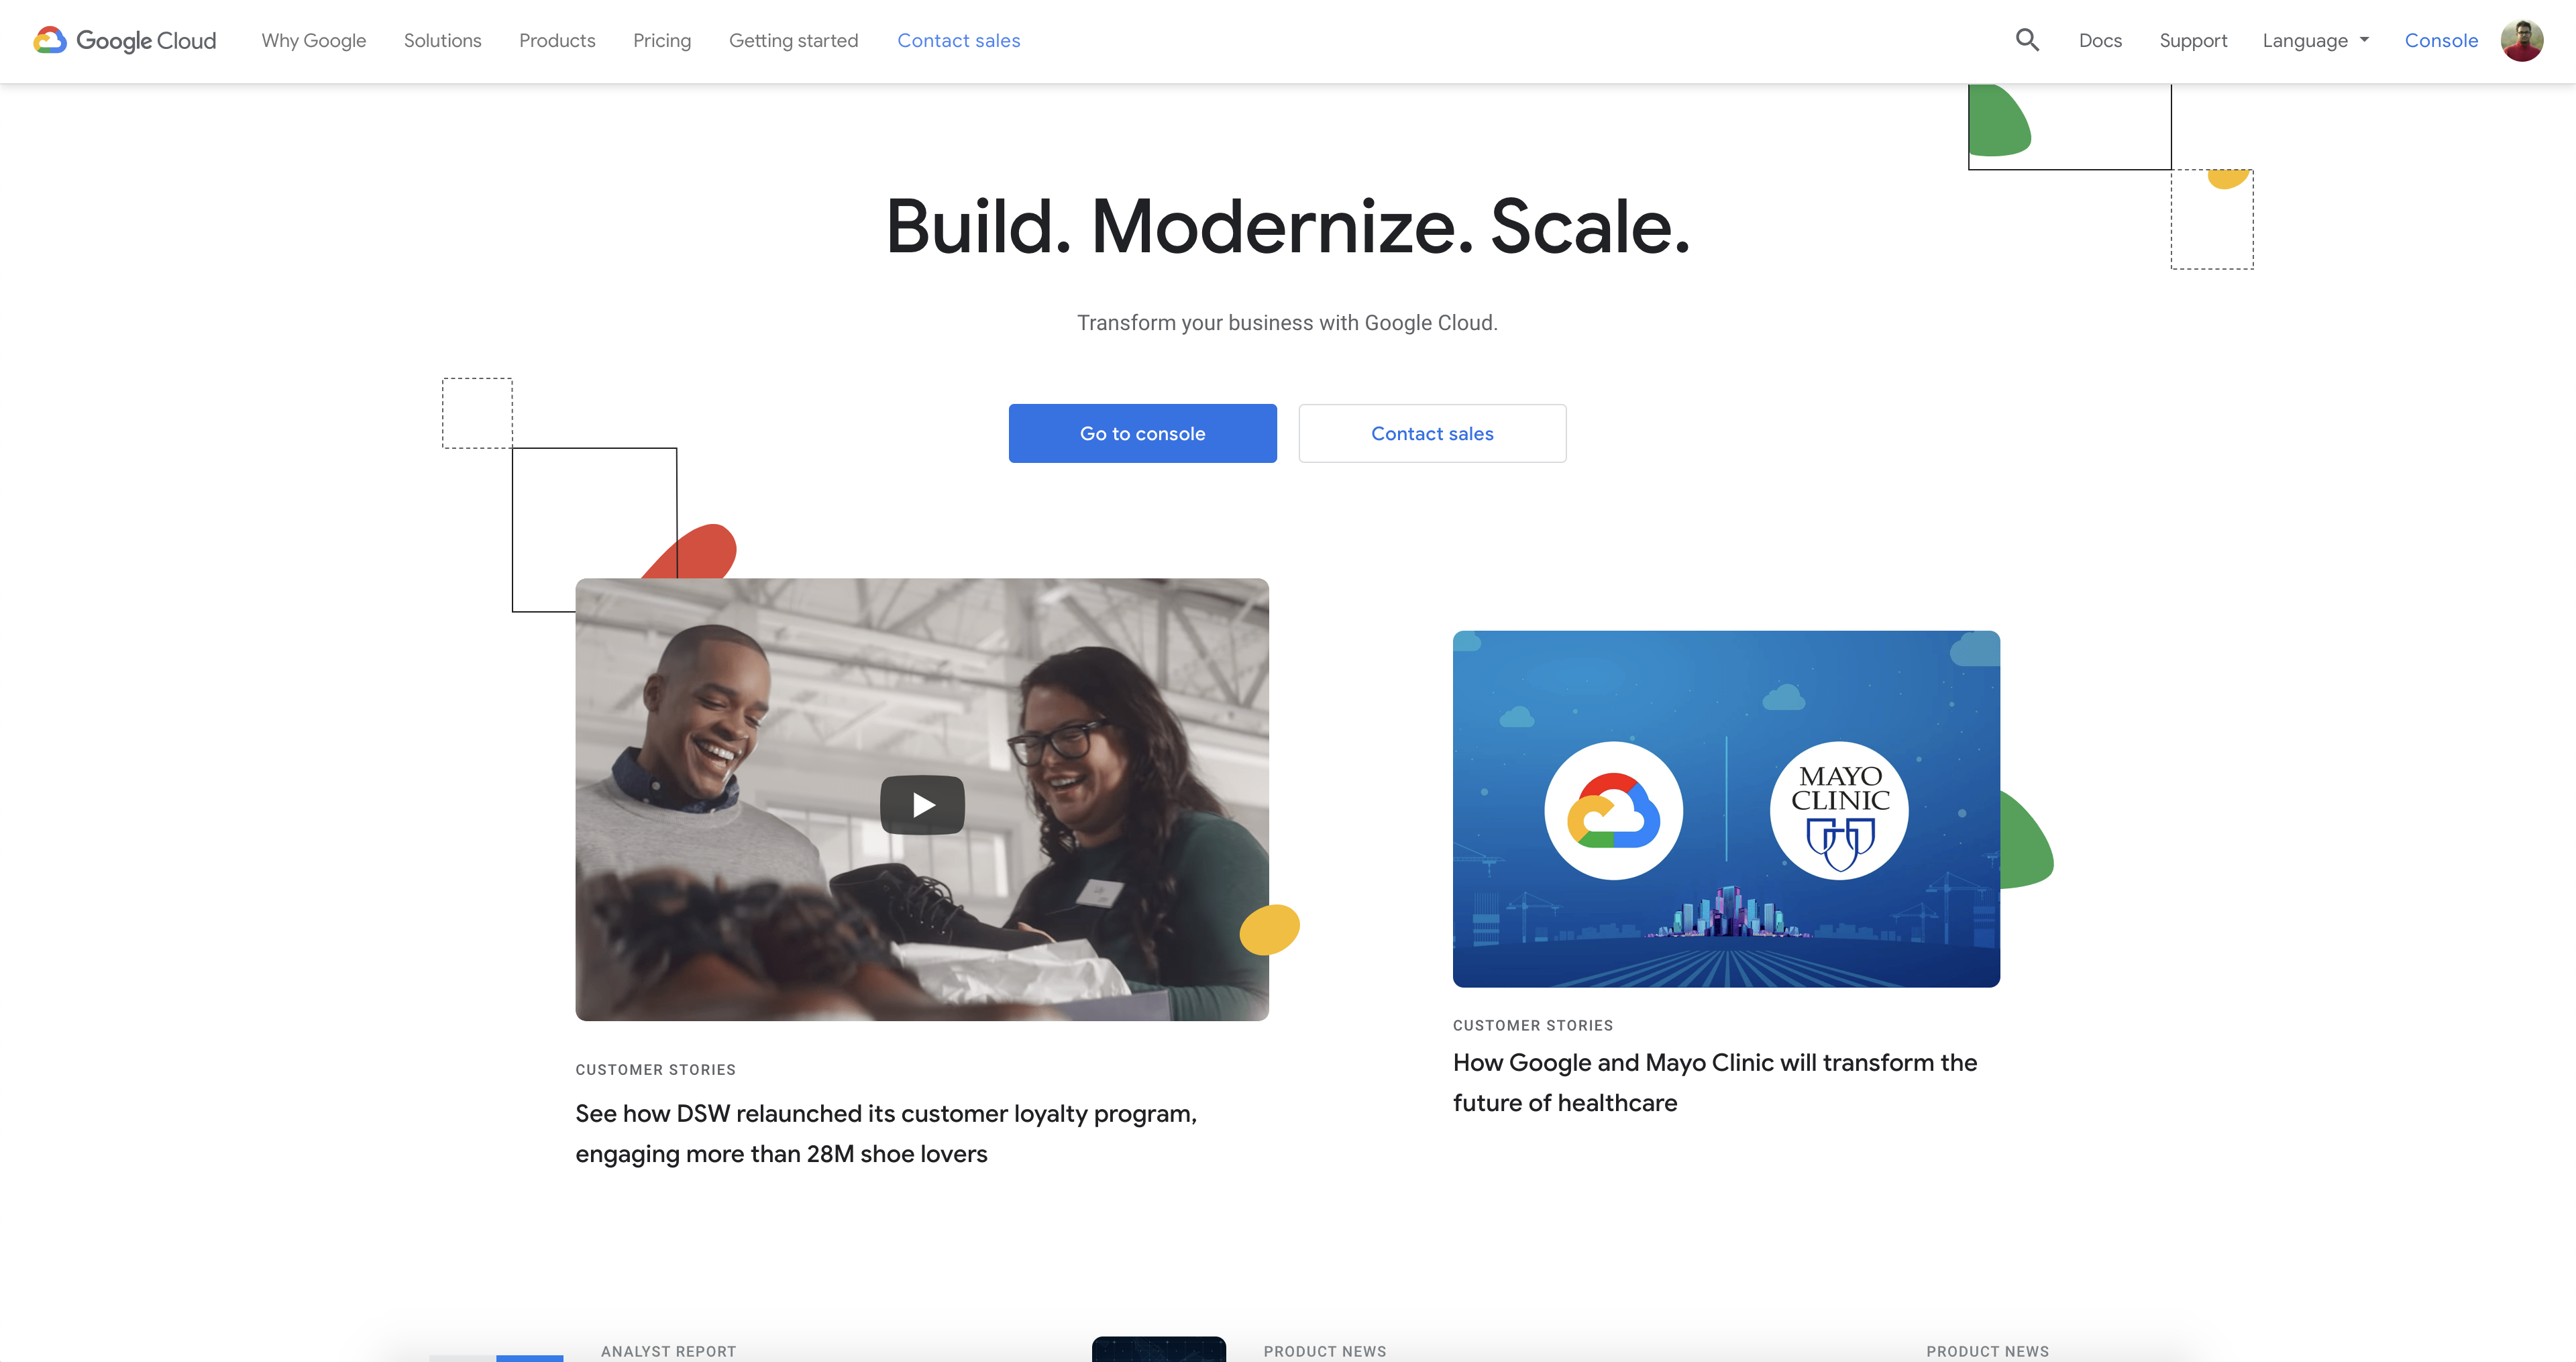 Google Cloud
Why Google
Solutions
Products
Pricing
Getting started
Contact sales
Docs
Support
Language
Console
Build. Modernize. Scale.
Transform your business with Google Cloud.
Go to console
Contact sales
MAYO
CLINIC
CUSTOMER STORIES
See how DSW relaunched its customer loyalty program,
engaging more than 28M shoe lovers
CUSTOMER STORIES
How Google and Mayo Clinic will transform the
future of healthcare
ANALYST REPORT
PRODUCT NEWS
PRODUCT NEWS